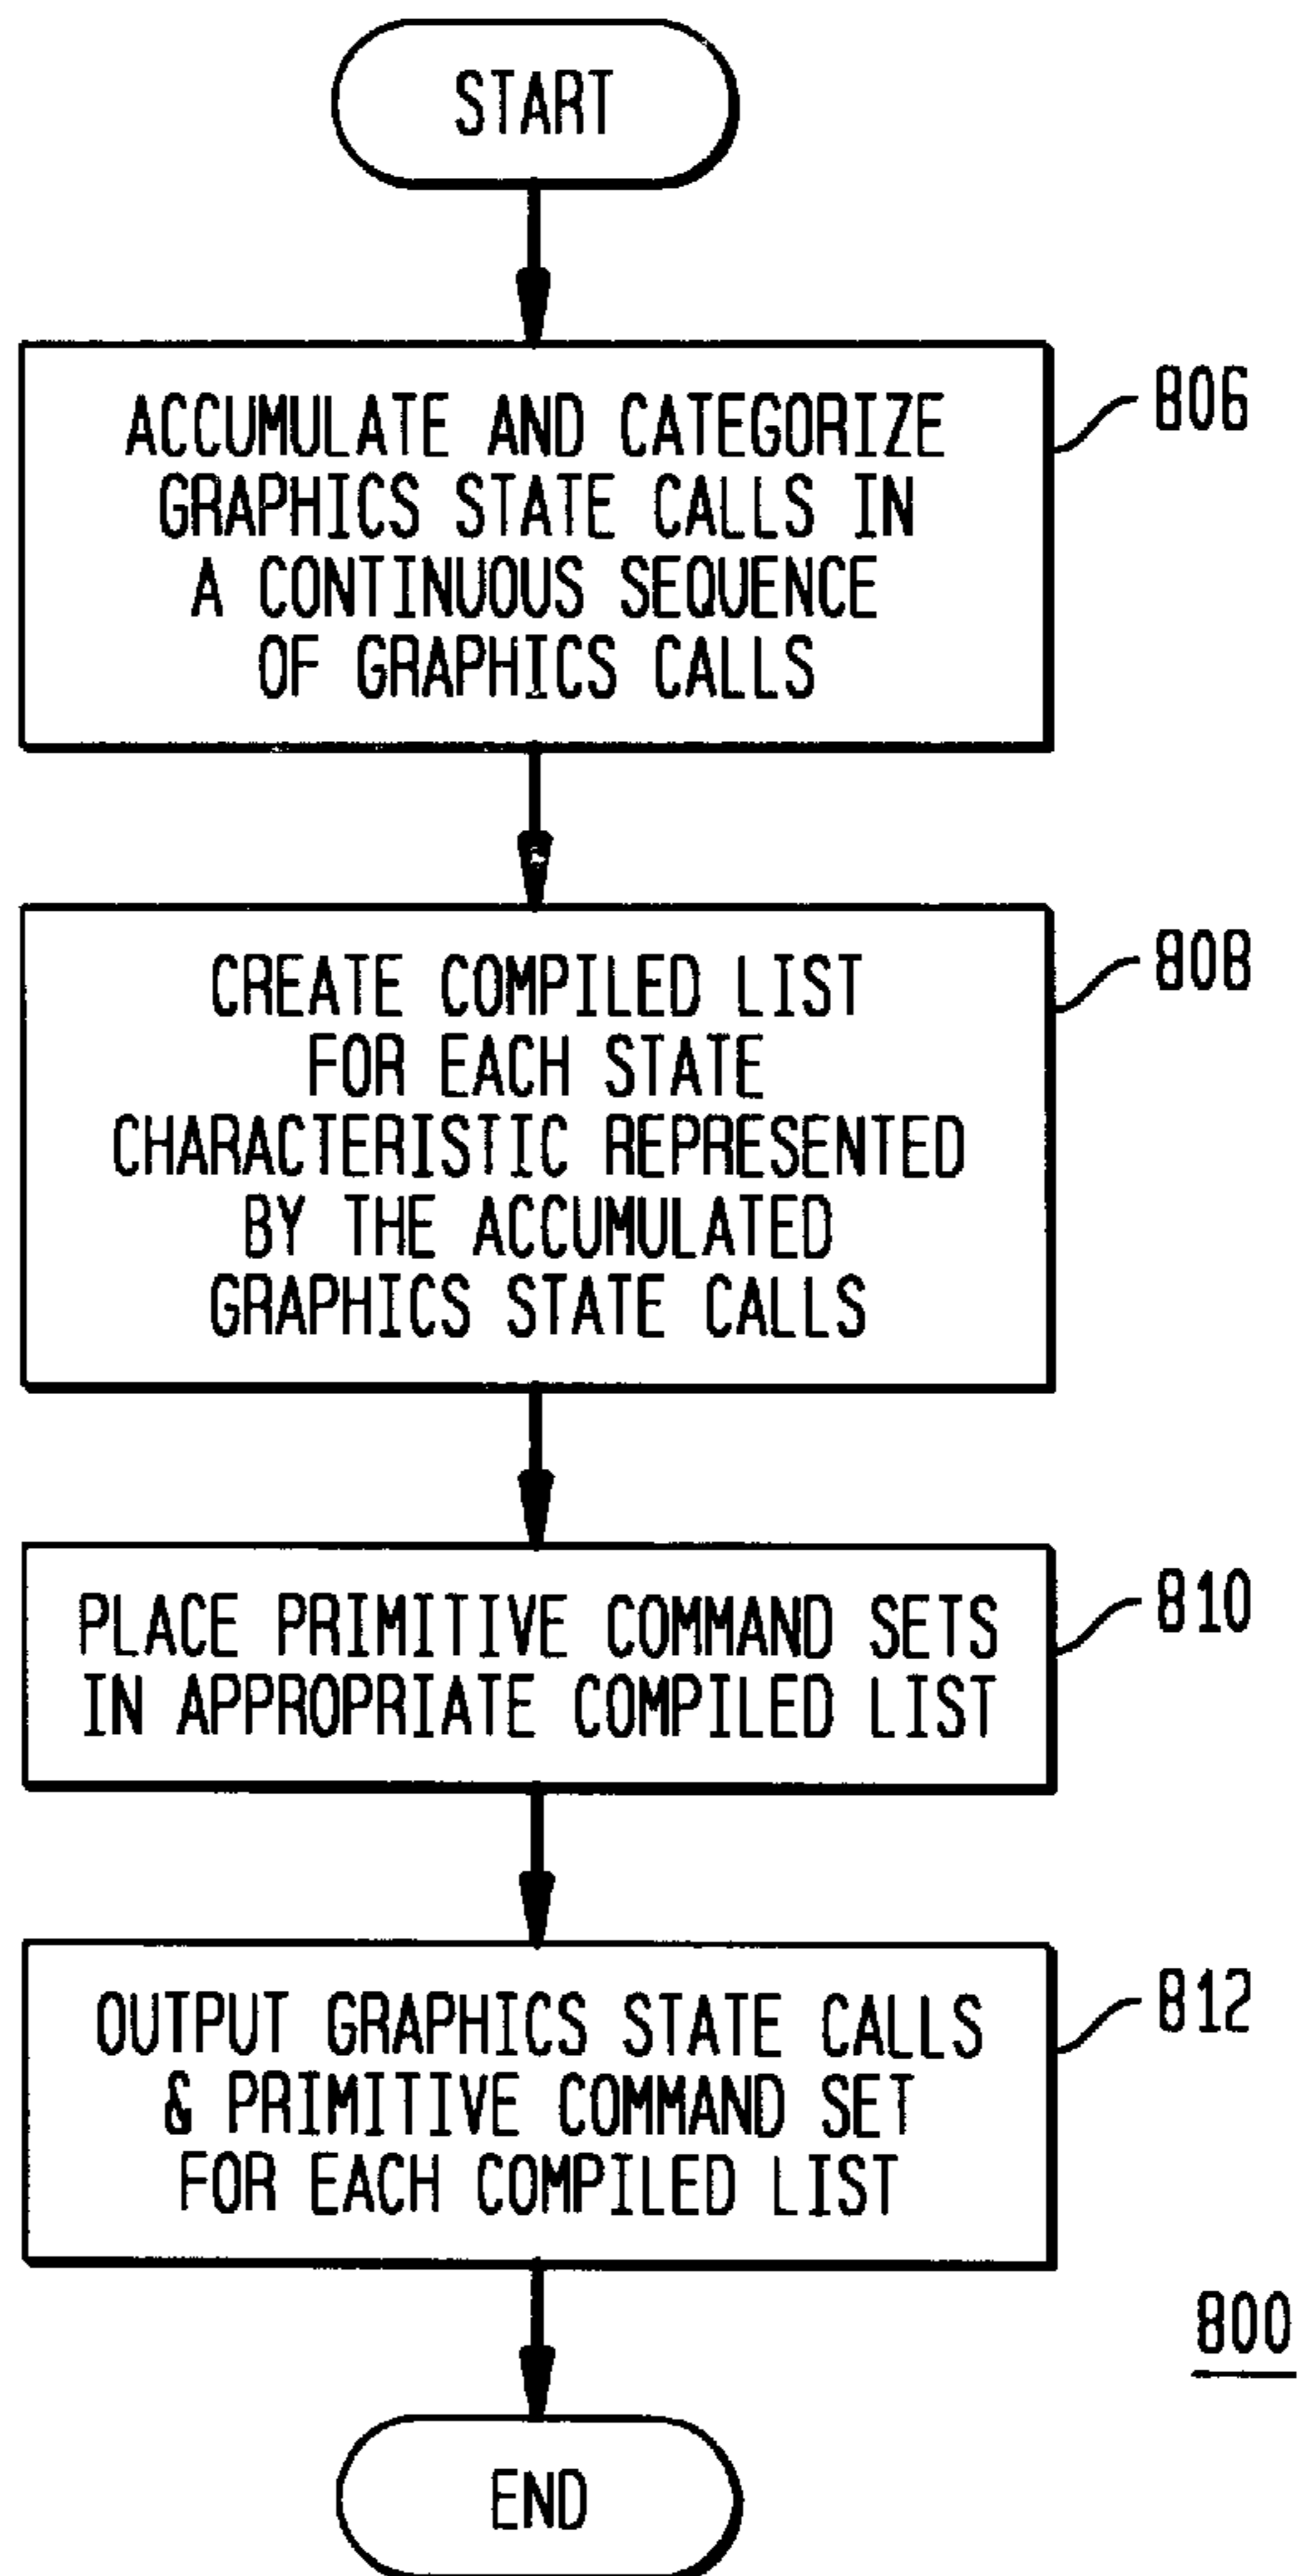 START
ACCUMULATE AND CATEGORIZE
GRAPHICS STATE CALLS IN
A CONTINUOUS SEQUENCE
OF GRAPHICS CALLS
806
CREATE COMPILED LIST
FOR EACH STATE
CHARACTERISTIC REPRESENTED
BY THE ACCUMULATED
GRAPHICS STATE CALLS
808
PLACE PRIMITIVE COMMAND SETS
IN APPROPRIATE COMPILED LIST
810
OUTPUT GRAPHICS STATE CALLS
& PRIMITIVE COMMAND SET
FOR EACH COMPILED LIST
812
800
END